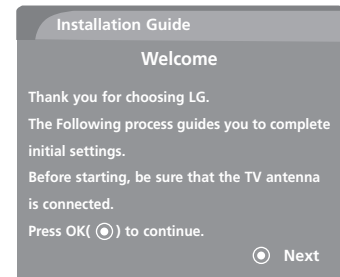 Installation Guide
Welcome
Thank you for choosing LG.
The Following process guides you to complete
initial settings.
Before starting, be sure that the TV antenna
is connected.
Press OK( ◉ ) to continue.
◉ Next